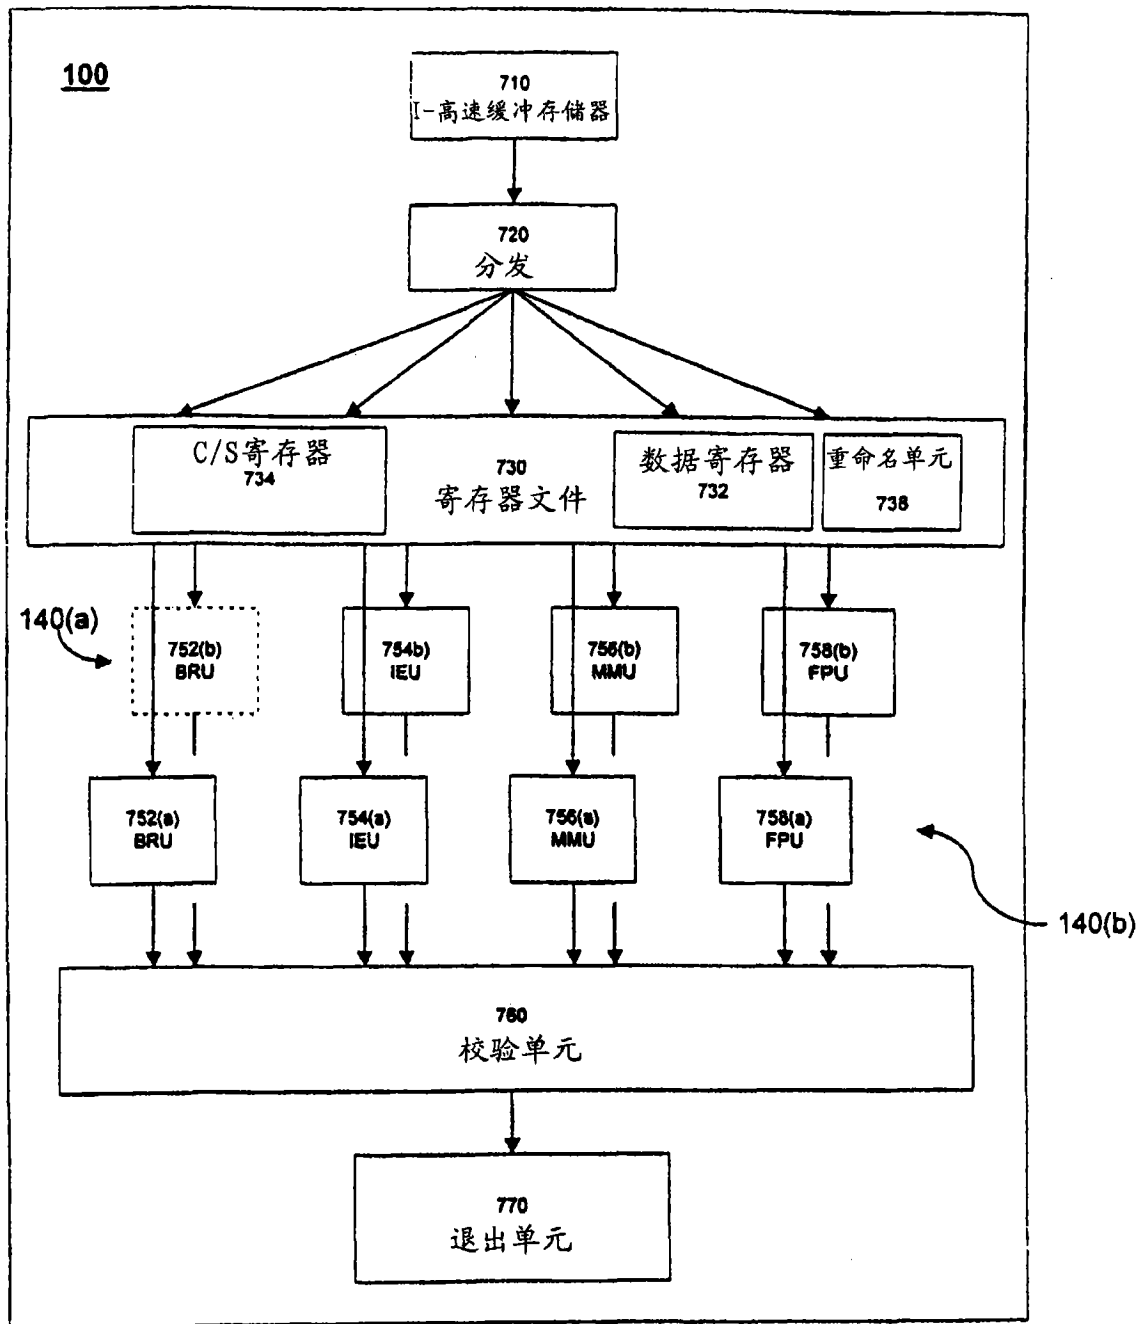 100
710
I-高速缓冲存储器
720
分发
C/S寄存器
734
730
寄存器文件
数据寄存器
732
重命名单元
738
140(a)
752(b)
BRU
754b)
IEU
756(b)
MMU
758(b)
FPU
752(a)
BRU
754(a)
IEU
756(a)
MMU
758(a)
FPU
140(b)
760
校验单元
770
退出单元